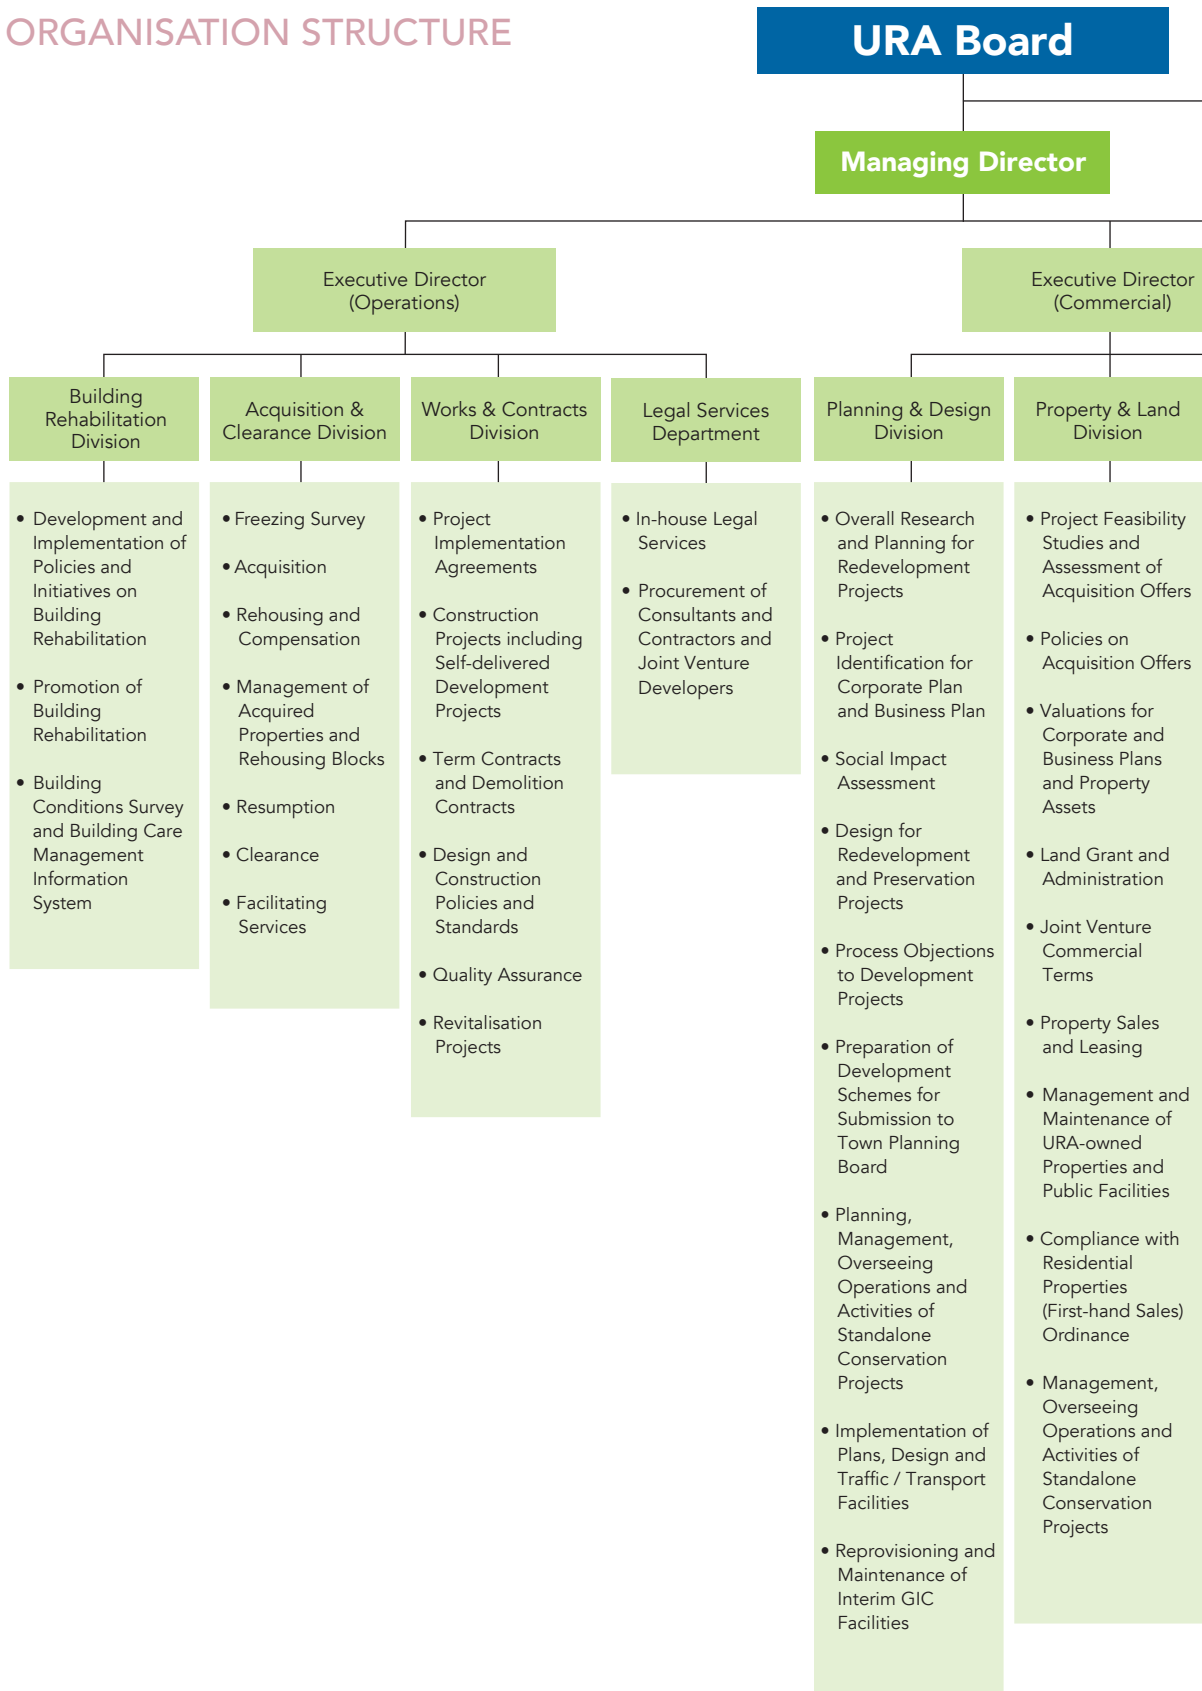 ORGANISATION STRUCTURE
URA Board
Managing Director
Executive Director
(Operations)
Executive Director
(Commercial)
Building
Rehabilitation
Division
Acquisition &
Clearance Division
Works & Contracts
Division
Legal Services
Department
Planning & Design
Division
Property & Land
Division
• Development and
Implementation of
Policies and
Initiatives on
Building
Rehabilitation
• Promotion of
Building
Rehabilitation
• Building
Conditions Survey
and Building Care
Management
Information
System
• Freezing Survey
• Acquisition
• Rehousing and
Compensation
• Management of
Acquired
Properties and
Rehousing Blocks
• Resumption
• Clearance
• Facilitating
Services
• Project
Implementation
Agreements
• Construction
Projects including
Self-delivered
Development
Projects
• Term Contracts
and Demolition
Contracts
• Design and
Construction
Policies and
Standards
• Quality Assurance
• Revitalisation
Projects
• In-house Legal
Services
• Procurement of
Consultants and
Contractors and
Joint Venture
Developers
• Overall Research
and Planning for
Redevelopment
Projects
• Project
Identification for
Corporate Plan
and Business Plan
• Social Impact
Assessment
• Design for
Redevelopment
and Preservation
Projects
• Process Objections
to Development
Projects
• Preparation of
Development
Schemes for
Submission to
Town Planning
Board
• Planning,
Management,
Overseeing
Operations and
Activities of
Standalone
Conservation
Projects
• Implementation of
Plans, Design and
Traffic / Transport
Facilities
• Reprovisioning and
Maintenance of
Interim GIC
Facilities
• Project Feasibility
Studies and
Assessment of
Acquisition Offers
• Policies on
Acquisition Offers
• Valuations for
Corporate and
Business Plans
and Property
Assets
• Land Grant and
Administration
• Joint Venture
Commercial
Terms
• Property Sales
and Leasing
• Management and
Maintenance of
URA-owned
Properties and
Public Facilities
• Compliance with
Residential
Properties
(First-hand Sales)
Ordinance
• Management,
Overseeing
Operations and
Activities of
Standalone
Conservation
Projects